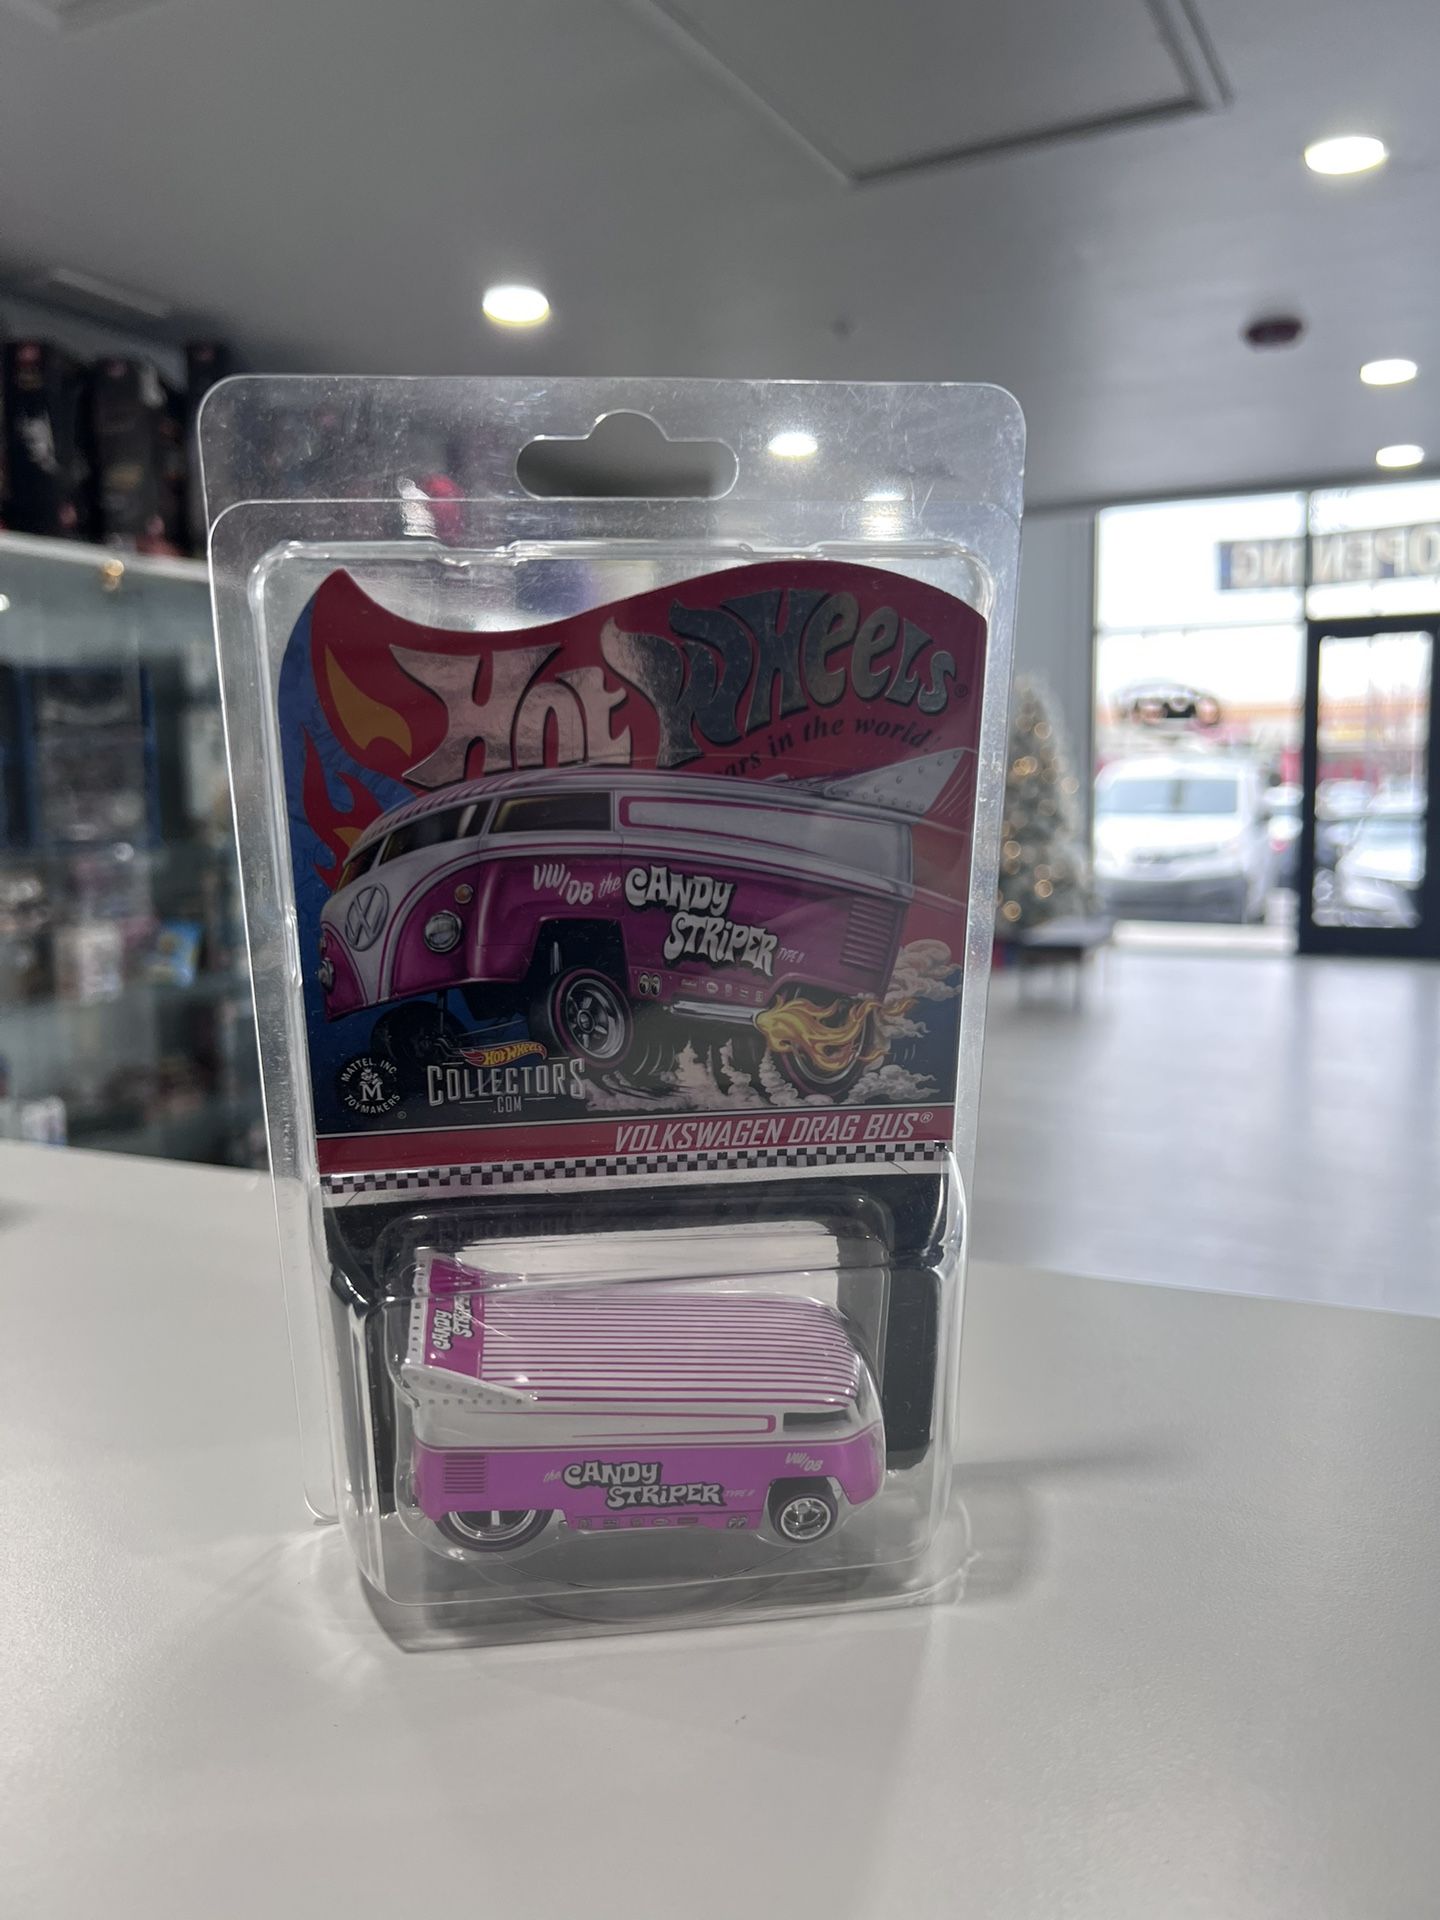 OPENING
Hot Wheels®
ars in the world!
VW/DB the CANDY
STRIPER TYPE II
MATTEL, INC.
M
TOYMAKERS
®
HOT WHEELS
COLLECTORS
.COM
VOLKSWAGEN DRAG BUS®
CANDY
STRIPER
VW/DB
the CANDY
STRIPER TYPE II